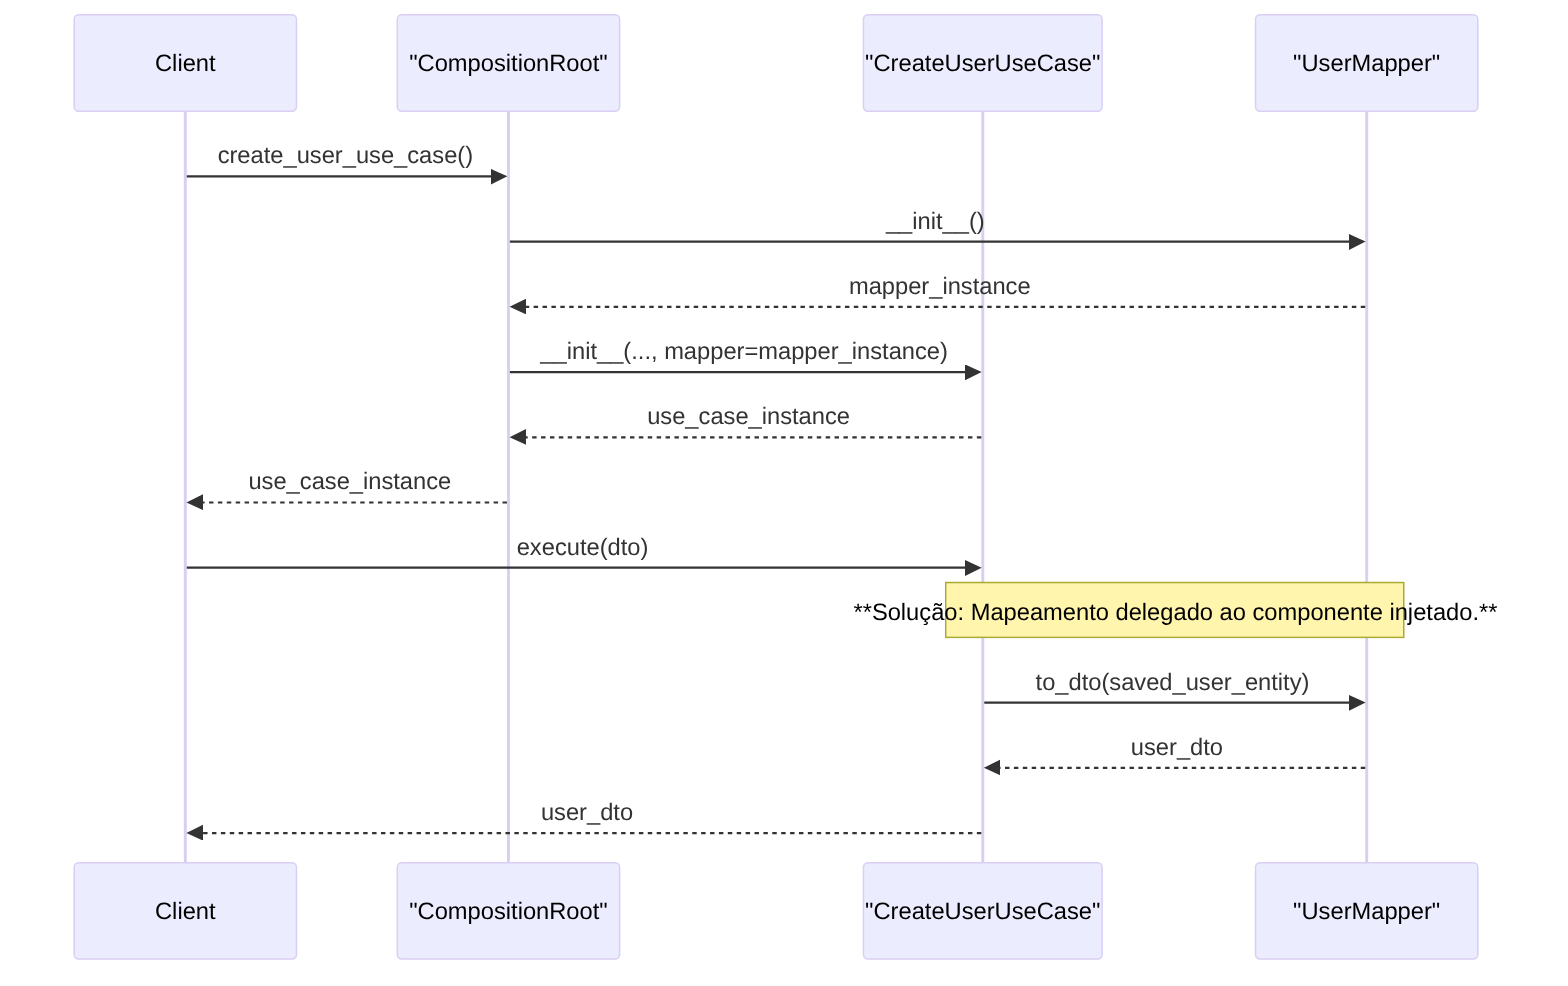 Client
"CompositionRoot"
"CreateUserUseCase"
"UserMapper"
create_user_use_case()
__init__()
mapper_instance
__init__(..., mapper=mapper_instance)
use_case_instance
use_case_instance
execute(dto)
**Solução: Mapeamento delegado ao componente injetado.**
to_dto(saved_user_entity)
user_dto
user_dto
Client
"CompositionRoot"
"CreateUserUseCase"
"UserMapper"